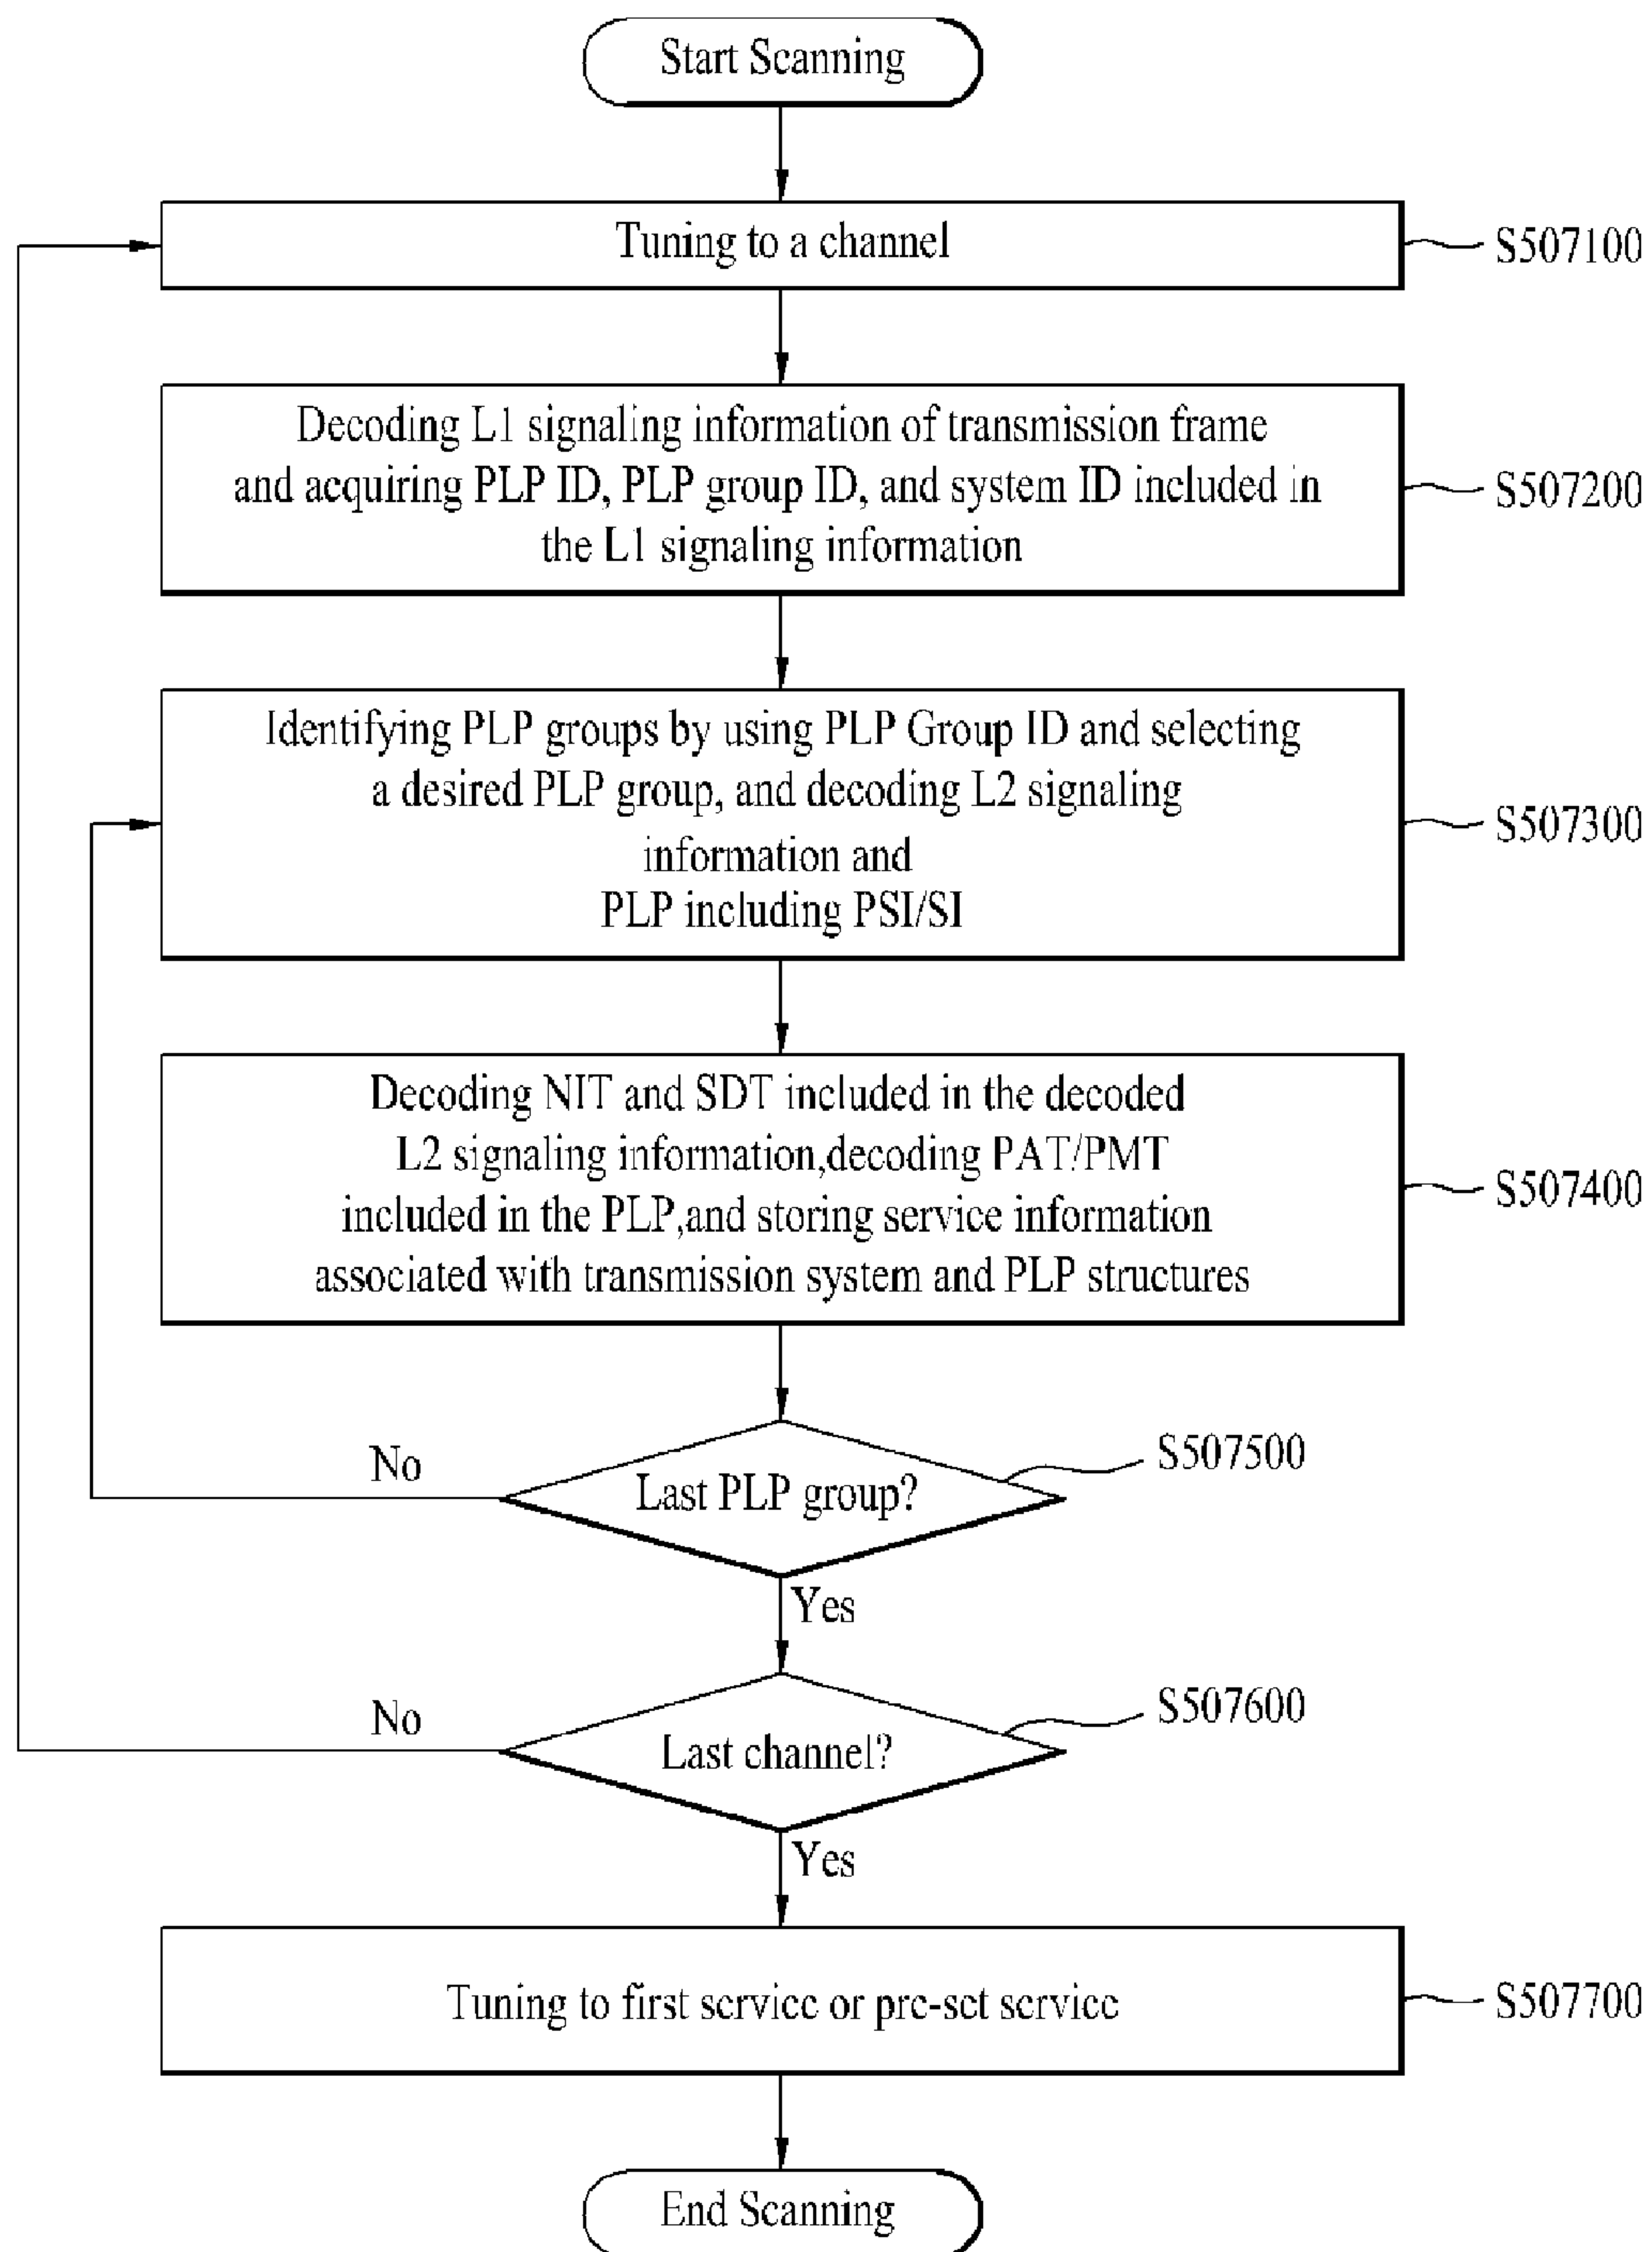 Start Scanning
Tuning to a channel
S507100
Decoding L1 signaling information of transmission frame
and acquiring PLP ID, PLP group ID, and system ID included in
the L1 signaling information
S507200
Identifying PLP groups by using PLP Group ID and selecting
a desired PLP group, and decoding L2 signaling
information and
PLP including PSI/SI
S507300
Decoding NIT and SDT included in the decoded
L2 signaling information,decoding PAT/PMT
included in the PLP,and storing service information
associated with transmission system and PLP structures
S507400
No
Last PLP group?
S507500
Yes
No
Last channel?
S507600
Yes
Tuning to first service or pre-set service
S507700
End Scanning